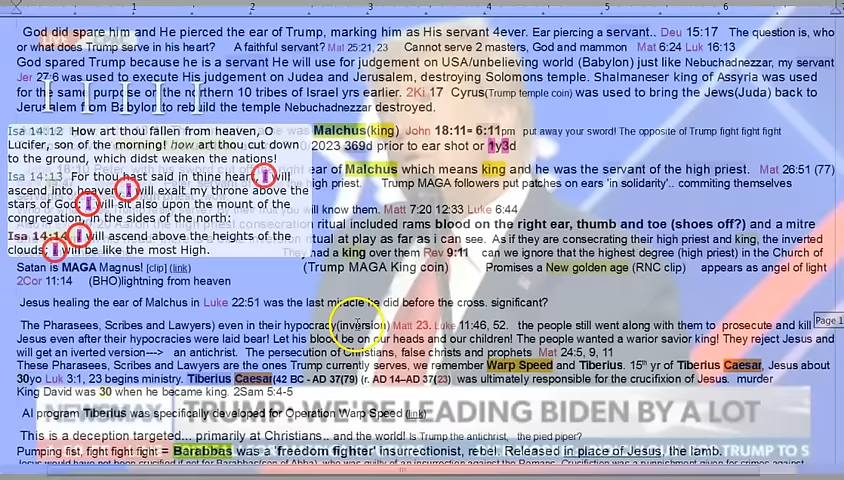 God did spare him and He pierced the ear of Trump, marking him as His servant 4ever. Ear piercing a servant.. Deu 15:17 The question is, who
or what does Trump serve in his heart? A faithful servant? Mat 25:21, 23 Cannot serve 2 masters, God and mammon Mat 6:24 Luk 16:13
God spared Trump because he is a servant He will use for judgement on USA/unbelieving world (Babylon) just like Nebuchadnezzar, my servant
Jer 27:6 was used to execute His judgement on Judea and Jerusalem, destroying Solomons temple. Shalmaneser king of Assyria was used
for the same purpose on the northern 10 tribes of Israel yrs earlier. 2Ki 17 Cyrus(Trump temple coin) was used to bring the Jews(Juda) back to
Jerusalem from Babylon to rebuild the temple Nebuchadnezzar destroyed.
I I I I I
Isa 14:12 How art thou fallen from heaven, O
Lucifer, son of the morning! how art thou cut down
to the ground, which didst weaken the nations!
Isa 14:13 For thou hast said in thine heart, I will
ascend into heaven, I will exalt my throne above the
stars of God: I will sit also upon the mount of the
congregation, in the sides of the north:
Isa 14:14 I will ascend above the heights of the
clouds; I will be like the most High.
was Malchus(king) John 18:11= 6:11pm put away your sword! The opposite of Trump fight fight fight
/2023 369d prior to ear shot or 1y3d
ear of Malchus which means king and he was the servant of the high priest. Mat 26:51 (77)
high priest. Trump MAGA followers put patches on ears 'in solidarity'.. commiting themselves
you will know them. Matt 7:20 12:33 Luke 6:44
ritual included rams blood on the right ear, thumb and toe (shoes off?) and a mitre
ritual at play as far as i can see. As if they are consecrating their high priest and king, the inverted
They had a king over them Rev 9:11 can we ignore that the highest degree (high priest) in the Church of
Satan is MAGA Magnus! [clip] (link) (Trump MAGA King coin) Promises a New golden age (RNC clip) appears as angel of light
2Cor 11:14 (BHO)lightning from heaven
Jesus healing the ear of Malchus in Luke 22:51 was the last miracle he did before the cross. significant?
The Pharasees, Scribes and Lawyers) even in their hypocracy(inversion) Matt 23. Luke 11:46, 52. the people still went along with them to prosecute and kill
Jesus even after their hypocracies were laid bear! Let his blood be on our heads and our children! The people wanted a warior savior king! They reject Jesus and
will get an iverted version---> an antichrist. The persecution of Christians, false christs and prophets Mat 24:5, 9, 11
These Pharasees, Scribes and Lawyers are the ones Trump currently serves, we remember Warp Speed and Tiberius. 15th yr of Tiberius Caesar, Jesus about
30yo Luk 3:1, 23 begins ministry. Tiberius Caesar(42 BC - AD 37(79) (r. AD 14–AD 37(23) was ultimately responsible for the crucifixion of Jesus. murder
King David was 30 when he became king. 2Sam 5:4-5
AI program Tiberius was specifically developed for Operation Warp Speed (link)
NEWSMAX TRUMP: WE'RE LEADING BIDEN BY A LOT
This is a deception targeted... primarily at Christians.. and the world! Is Trump the antichrist, the pied piper?
Pumping fist, fight fight fight = Barabbas was a 'freedom fighter' insurrectionist, rebel. Released in place of Jesus, the lamb.
TRUMP TO S
Page 1